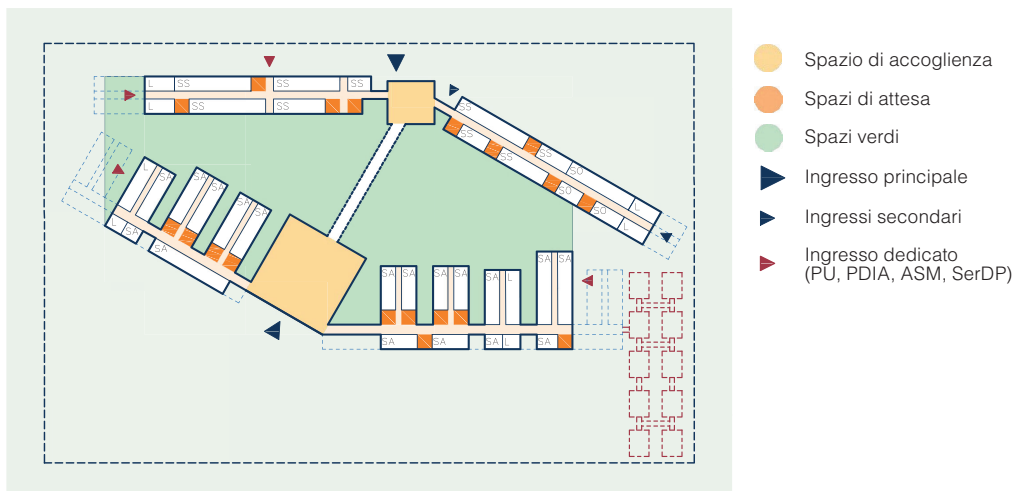 Spazio di accoglienza
Spazi di attesa
Spazi verdi
Ingresso principale
Ingressi secondari
Ingresso dedicato
(PU, PDIA, ASM, SerDP)
L SS SS SS
L SS SS
SS
SS SS SO
SO SO L
L
L SA SA SA SA SA
L SA SA
SA SA SA SA SA L SA SA
SA SA SA L SA